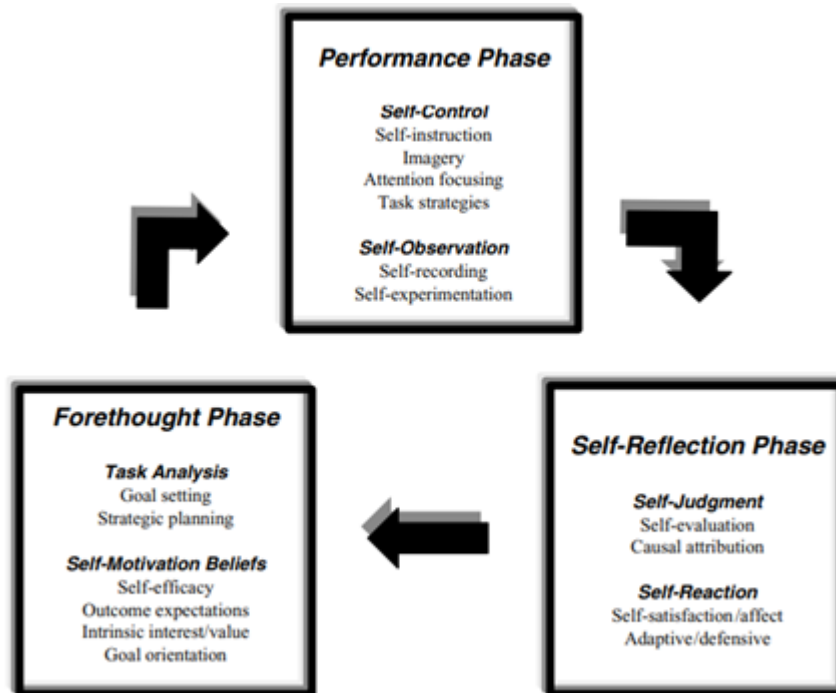 Performance Phase
Self-Control
Self-instruction
Imagery
Attention focusing
Task strategies
Self-Observation
Self-recording
Self-experimentation
Forethought Phase
Task Analysis
Goal setting
Strategic planning
Self-Motivation Beliefs
Self-efficacy
Outcome expectations
Intrinsic interest/value
Goal orientation
Self-Reflection Phase
Self-Judgment
Self-evaluation
Causal attribution
Self-Reaction
Self-satisfaction/affect
Adaptive/defensive